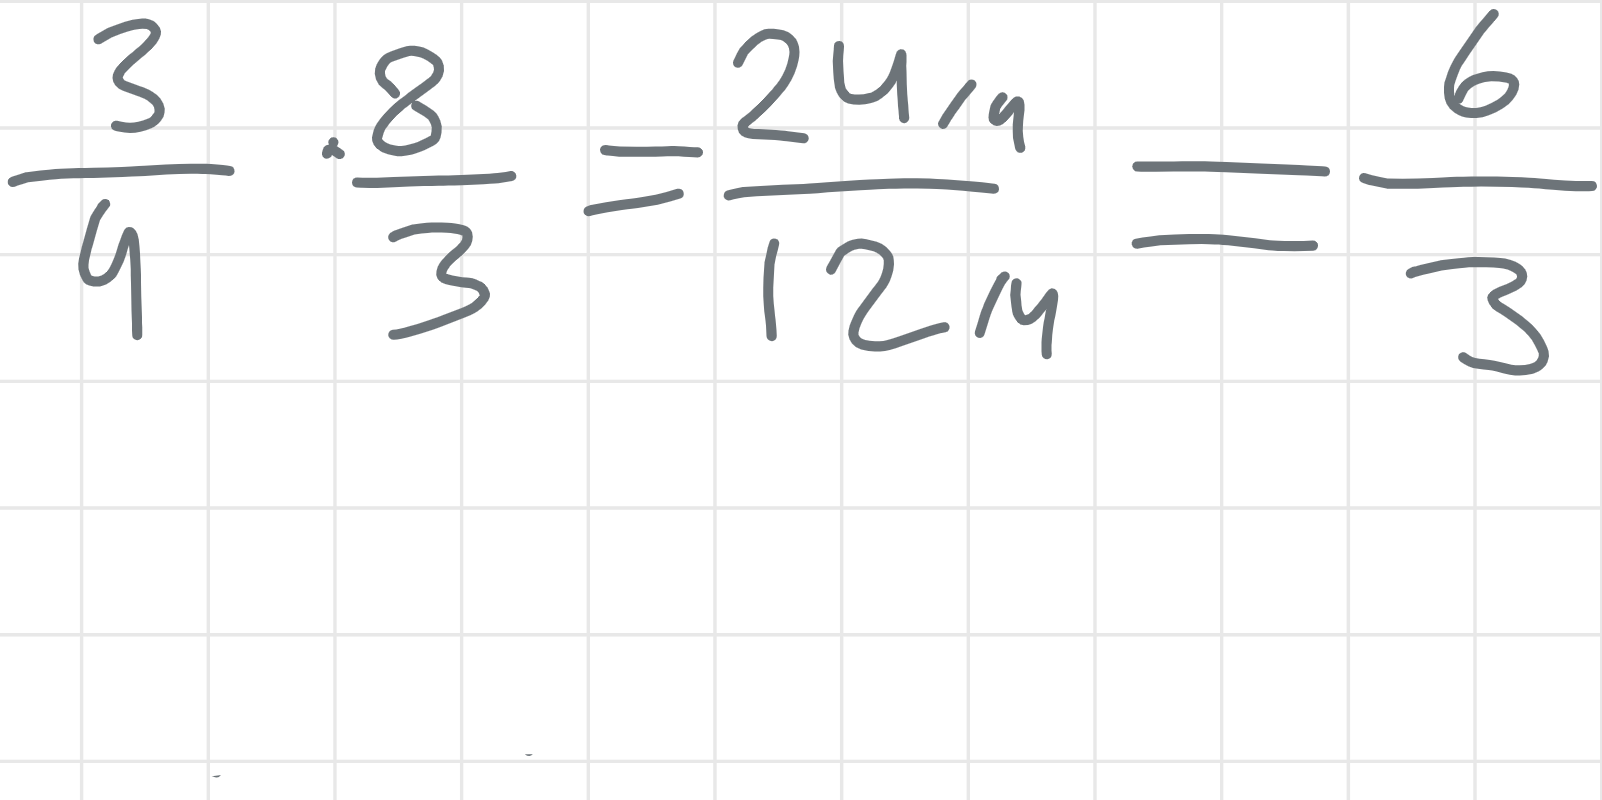 3/4 · 8/3 = 24/4 / 12/4 = 6/3